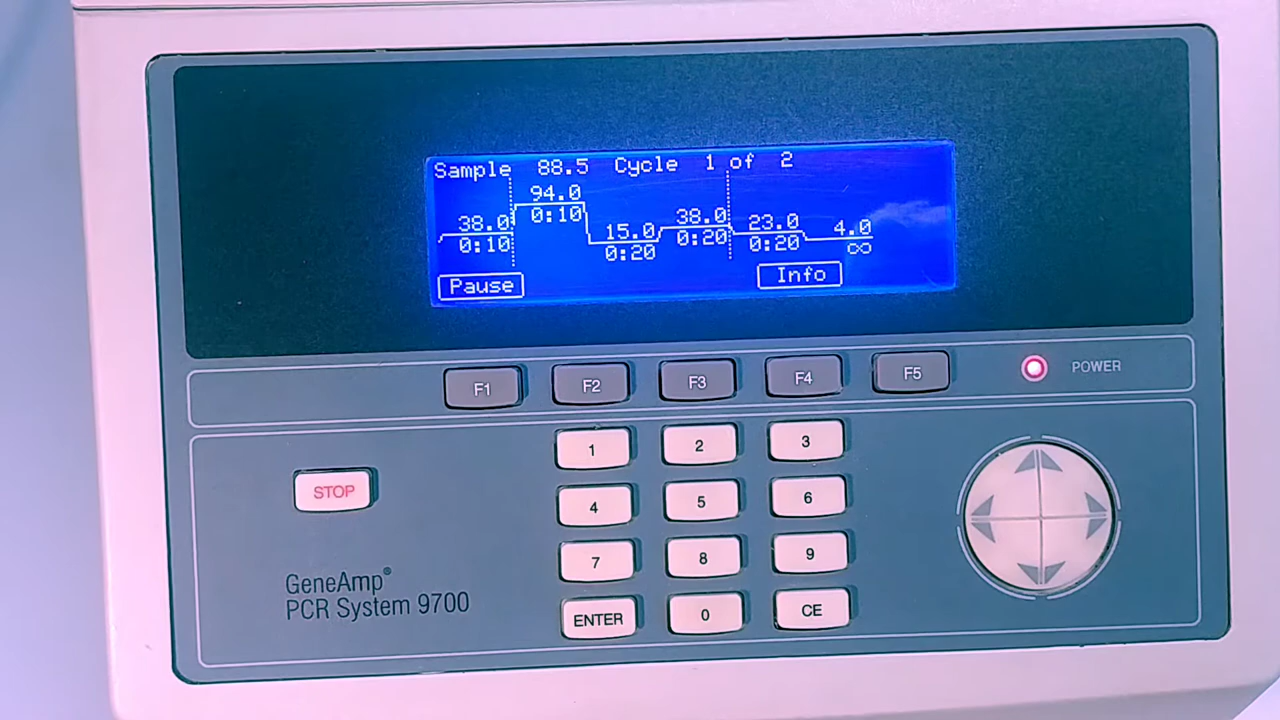 Sample 88.5 Cycle 1 of 2
94.0
38.0 0:10 15.0 38.0 23.0 4.0
0:10 0:20 0:20 0:20 ∞
Pause Info
F1 F2 F3 F4 F5 POWER
1 2 3
STOP 4 5 6
7 8 9
GeneAmp®
PCR System 9700
ENTER 0 CE